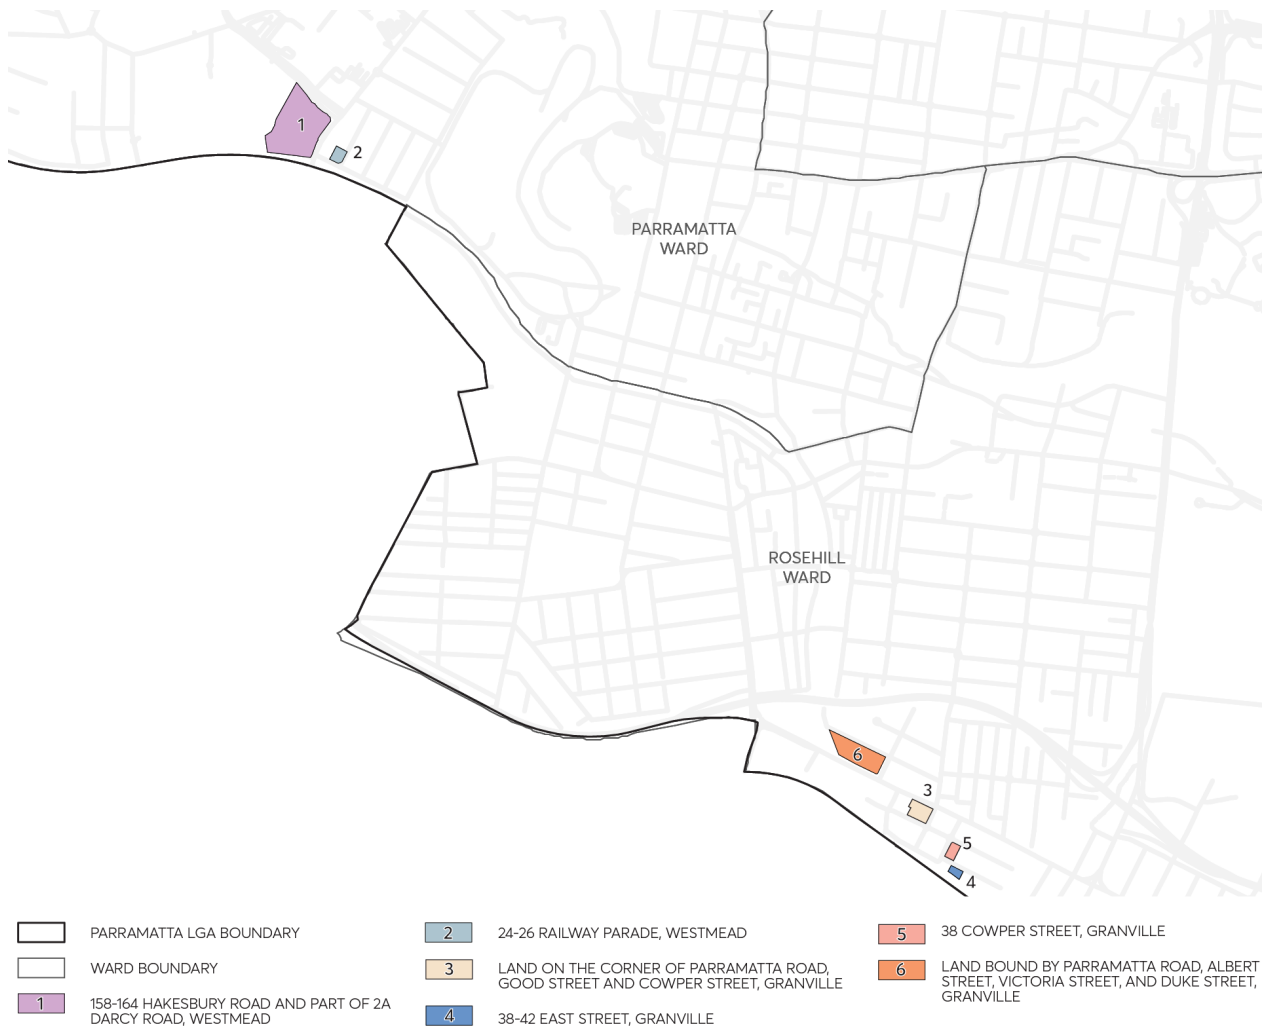 1
2
PARRAMATTA
WARD
ROSEHILL
WARD
6
3
5
4
PARRAMATTA LGA BOUNDARY
WARD BOUNDARY
1 158-164 HAKESBURY ROAD AND PART OF 2A
DARCY ROAD, WESTMEAD
2 24-26 RAILWAY PARADE, WESTMEAD
3 LAND ON THE CORNER OF PARRAMATTA ROAD,
GOOD STREET AND COWPER STREET, GRANVILLE
4 38-42 EAST STREET, GRANVILLE
5 38 COWPER STREET, GRANVILLE
6 LAND BOUND BY PARRAMATTA ROAD, ALBERT
STREET, VICTORIA STREET, AND DUKE STREET,
GRANVILLE